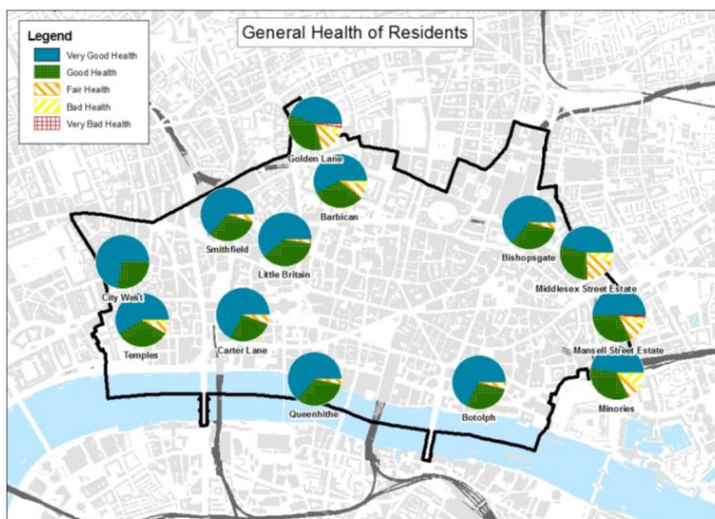 General Health of Residents
Legend
Very Good Health
Good Health
Fair Health
Bad Health
Very Bad Health
Golden Lane
Barbican
Smithfield
Little Britain
Bishopsgate
Middlesex Street Estate
City West
Temples
Carter Lane
Mansell Street Estate
Minories
Queenhithe
Botolph